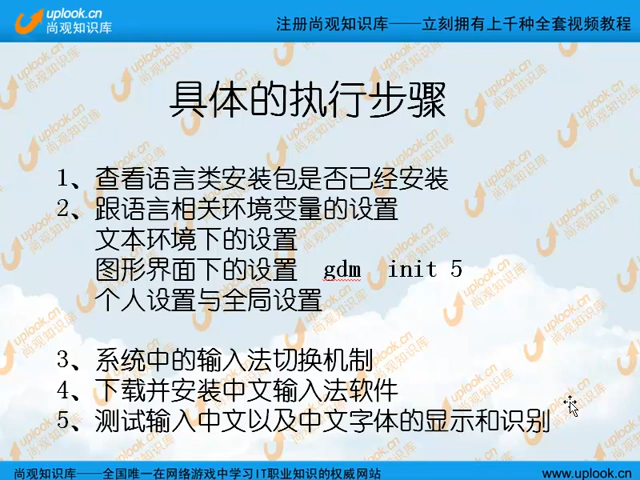 uplook.cn
尚观知识库
注册尚观知识库——立刻拥有上千种全套视频教程
具体的执行步骤
1、查看语言类安装包是否已经安装
2、跟语言相关环境变量的设置
文本环境下的设置
图形界面下的设置 gdm init 5
个人设置与全局设置
3、系统中的输入法切换机制
4、下载并安装中文输入法软件
5、测试输入中文以及中文字体的显示和识别
尚观知识库——全国唯一在网络游戏中学习IT职业知识的权威网站
www.uplook.cn